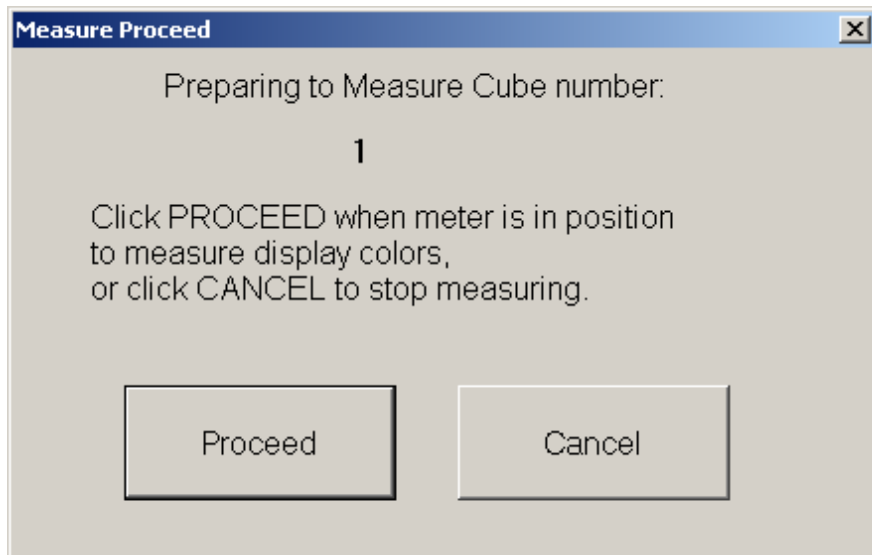 Measure Proceed
Preparing to Measure Cube number:
1
Click PROCEED when meter is in position
to measure display colors,
or click CANCEL to stop measuring.
Proceed
Cancel